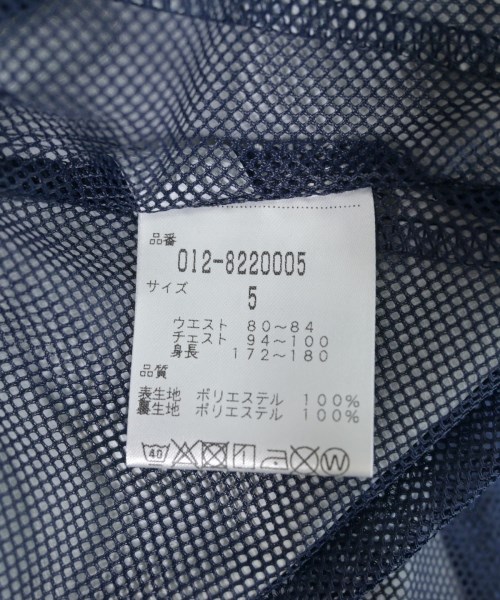 品番
012-8220005
サイズ
5
ウエスト 80～84
チェスト 94～100
身長 172～180
品質
表生地 ポリエステル 100%
裏生地 ポリエステル 100%
40 W